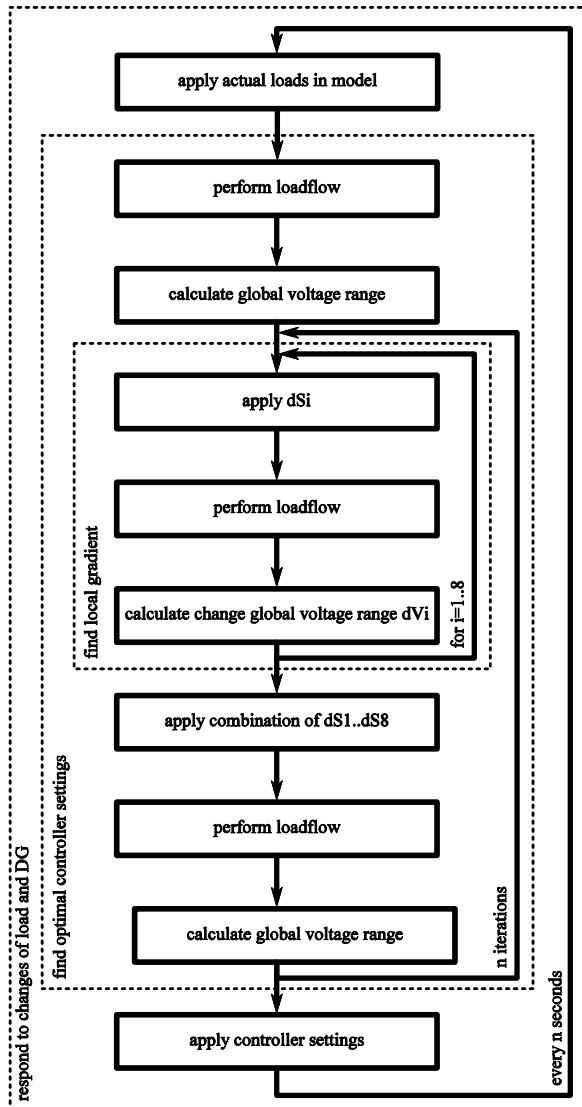 apply actual loads in model
perform loadflow
calculate global voltage range
apply dSi
perform loadflow
calculate change global voltage range dVi
for i=1..8
find local gradient
apply combination of dS1..dS8
perform loadflow
calculate global voltage range
n iterations
find optimal controller settings
apply controller settings
every n seconds
respond to changes of load and DG